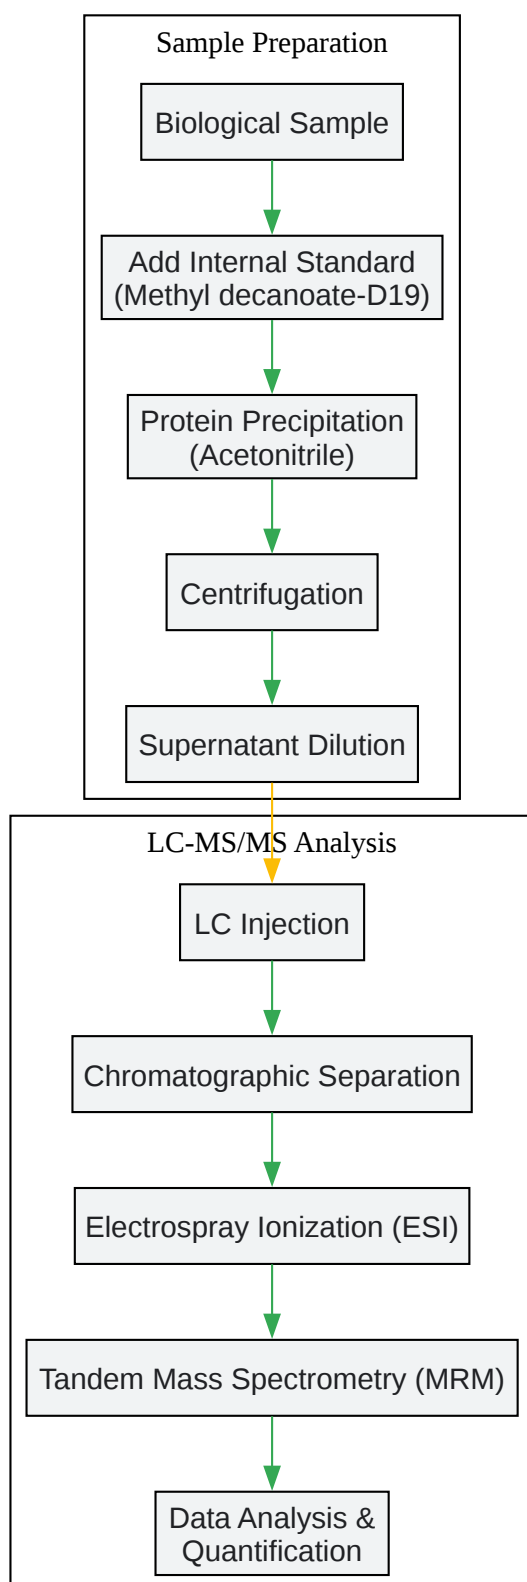 Sample Preparation
Biological Sample
Add Internal Standard
(Methyl decanoate-D19)
Protein Precipitation
(Acetonitrile)
Centrifugation
Supernatant Dilution
LC-MS/MS Analysis
LC Injection
Chromatographic Separation
Electrospray Ionization (ESI)
Tandem Mass Spectrometry (MRM)
Data Analysis &
Quantification